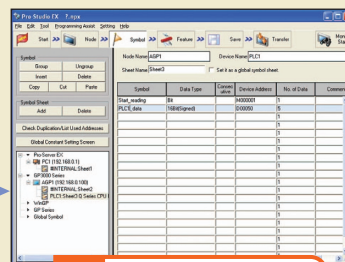 Pro-Studio EX ?.npx
File Edit Tool Programming Assist Setting Help
Start >> Node >> Symbol >> Feature >> Save >> Transfer
Symbol
Group Ungroup
Insert Delete
Copy Cut Paste
Symbol Sheet
Add Delete
Check Duplication/List Used Addresses
Global Constant Setting Screen
Pro-Server EX
PC1 (192.168.0.1)
#INTERNAL:Sheet1
GP3000 Series
AGP1 (192.168.0.100)
#INTERNAL:Sheet2
PLC1:Sheet3 Q Series CPU
WinGP
GP Series
Global Symbol
Node Name AGP1 Device Name PLC1
Sheet Name Sheet3 Set it as a global symbol sheet
Symbol Data Type Consecutive Device Address No. of Data
Start_reading Bit M000001 1
PLC1_data 16Bit(Signed) D00050